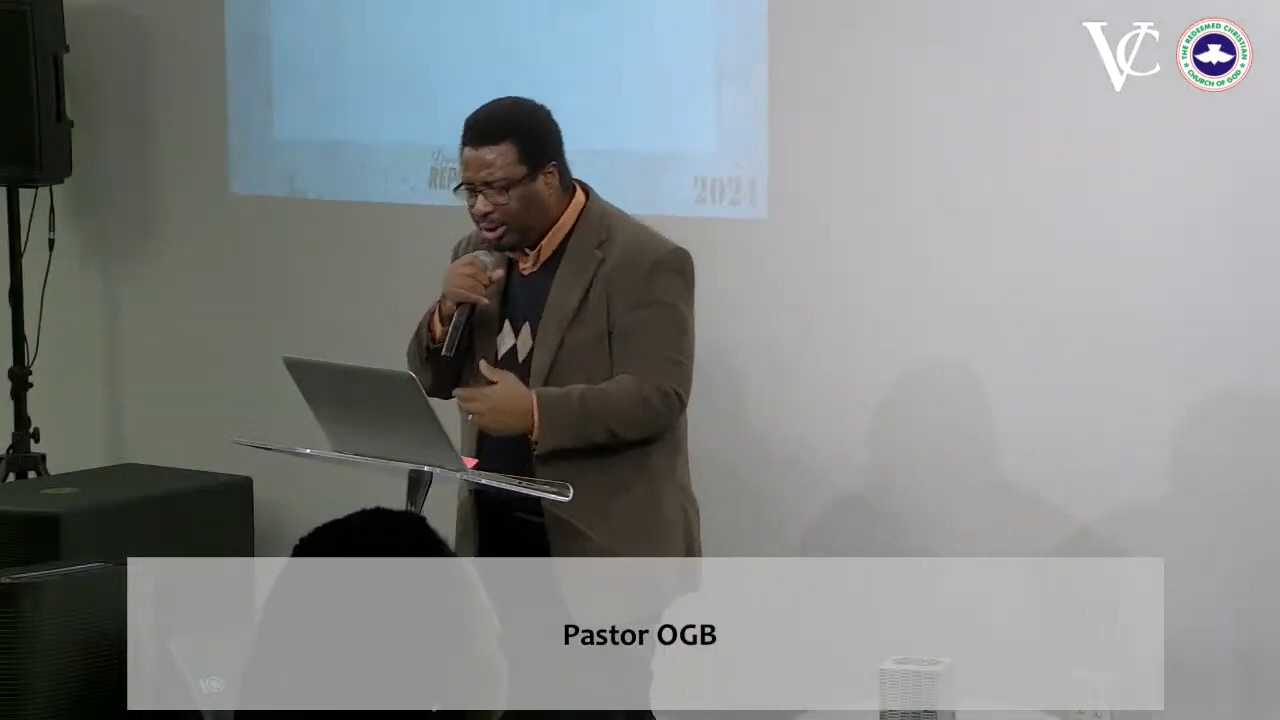 VC
THE REDEEMED CHRISTIAN
CHURCH OF GOD
2024
Pastor OGB